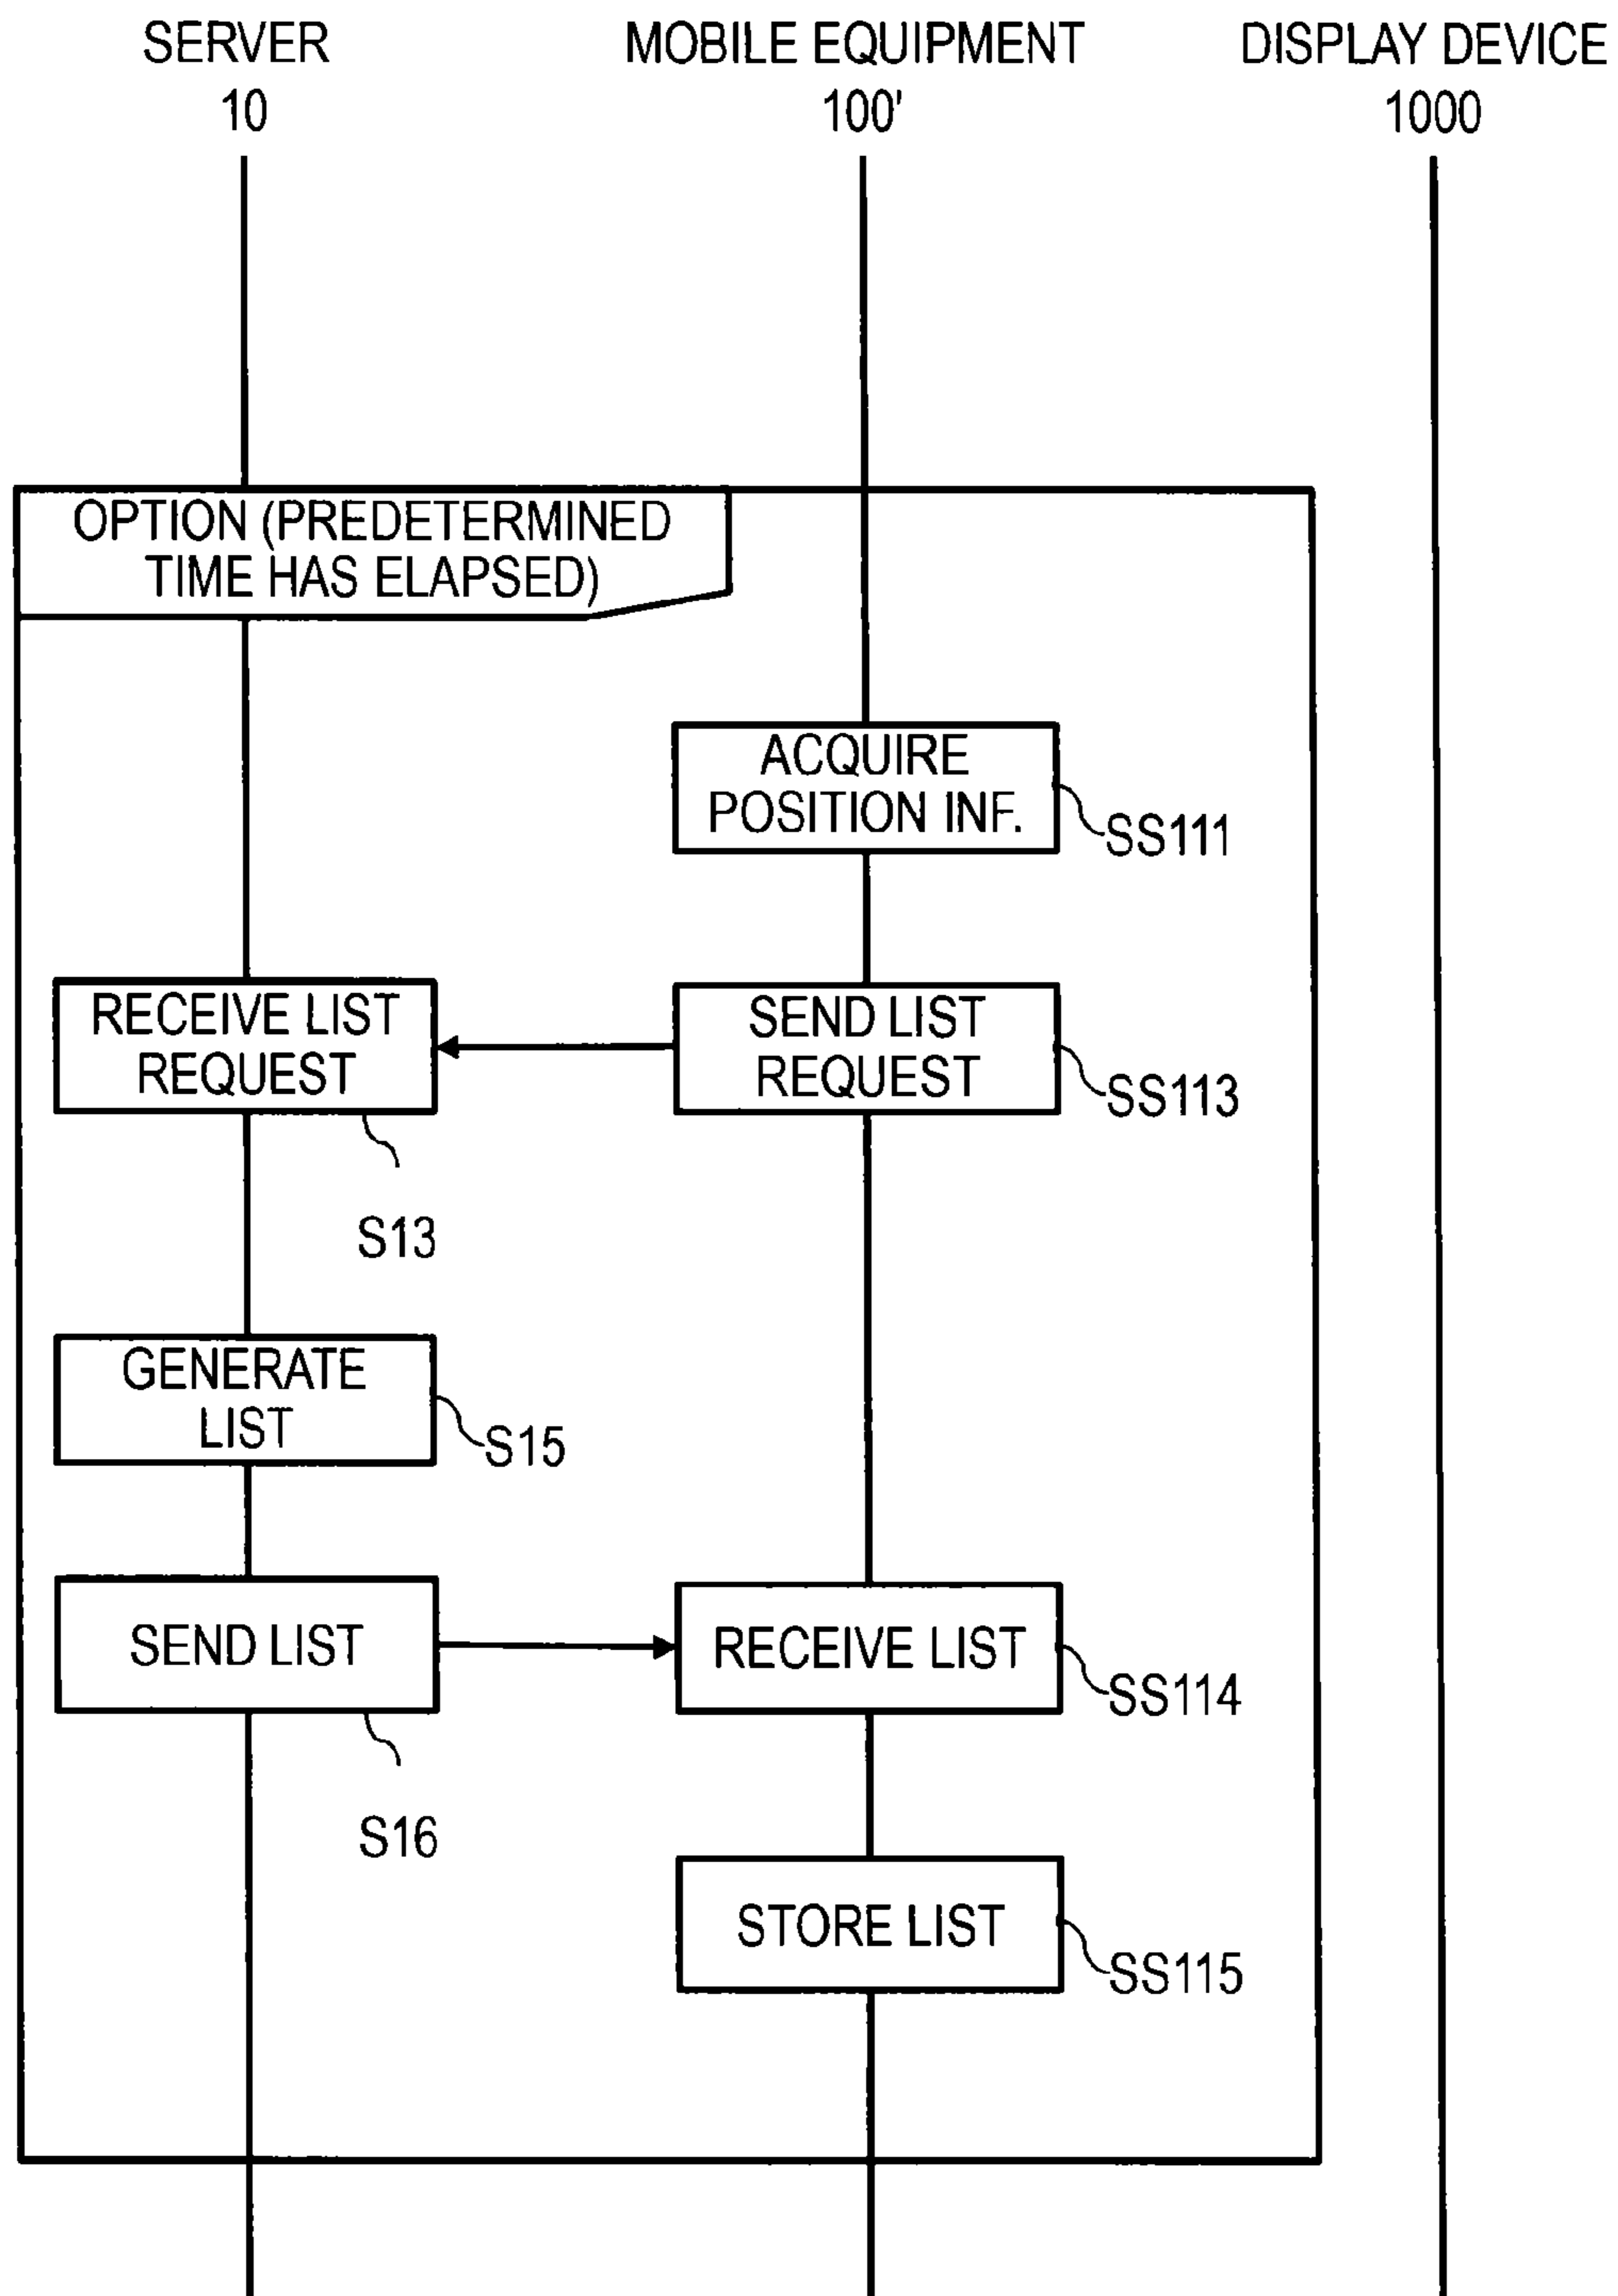 SERVER
10
MOBILE EQUIPMENT
100'
DISPLAY DEVICE
1000
OPTION (PREDETERMINED
TIME HAS ELAPSED)
ACQUIRE
POSITION INF.
SS111
RECEIVE LIST
REQUEST
S13
SEND LIST
REQUEST
SS113
GENERATE
LIST
S15
SEND LIST
S16
RECEIVE LIST
SS114
STORE LIST
SS115